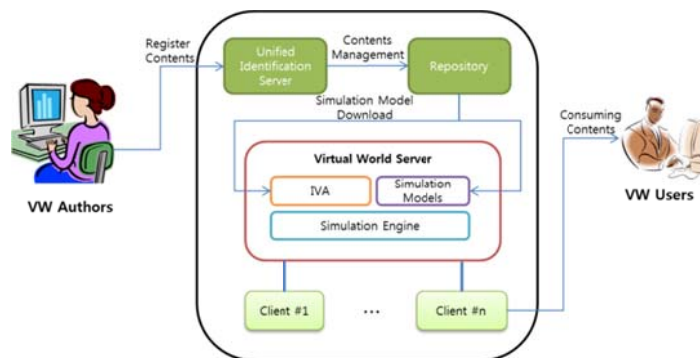 Register
Contents
Unified
Identification
Server
Contents
Management
Repository
Simulation Model
Download
Consuming
Contents
Virtual World Server
IVA
Simulation
Models
Simulation Engine
VW Authors
VW Users
Client #1
...
Client #n